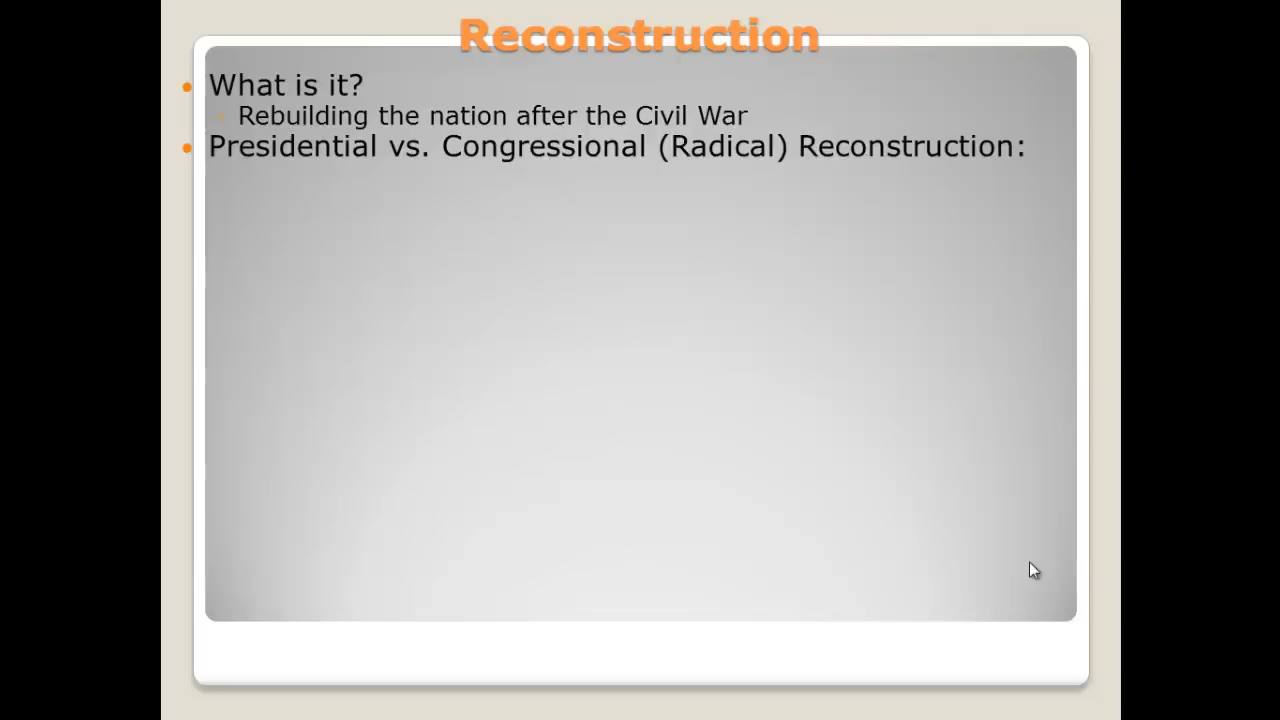 Reconstruction
What is it?
Rebuilding the nation after the Civil War
Presidential vs. Congressional (Radical) Reconstruction: